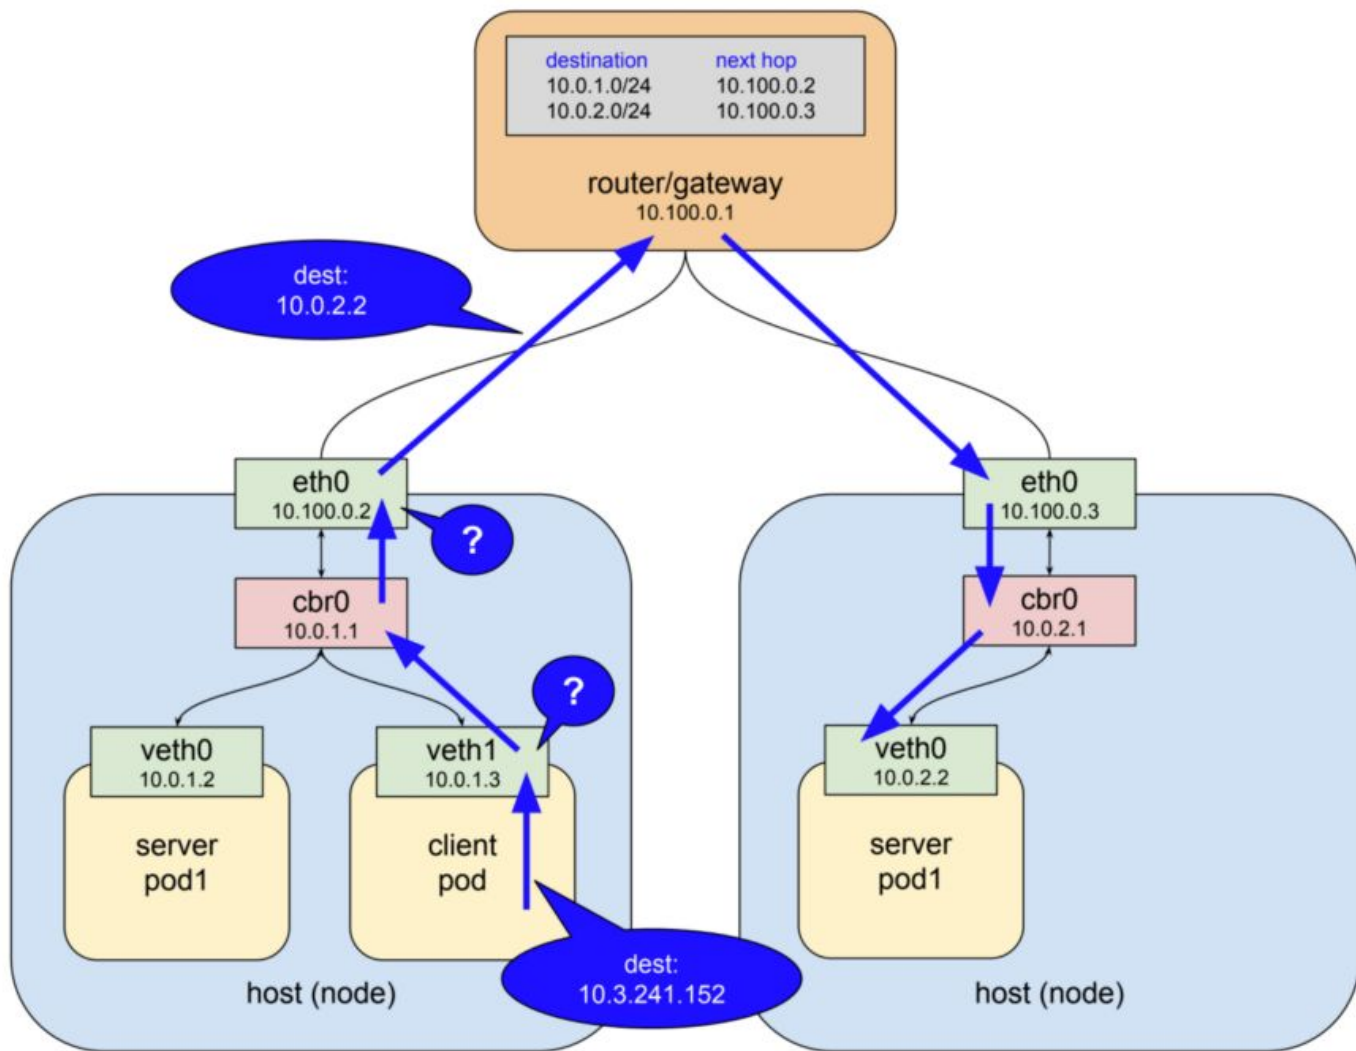 destination next hop
10.0.1.0/24 10.100.0.2
10.0.2.0/24 10.100.0.3
router/gateway
10.100.0.1
dest:
10.0.2.2
eth0
10.100.0.2
?
cbr0
10.0.1.1
?
veth0
10.0.1.2
server
pod1
veth1
10.0.1.3
client
pod
dest:
10.3.241.152
host (node)
eth0
10.100.0.3
cbr0
10.0.2.1
veth0
10.0.2.2
server
pod1
host (node)